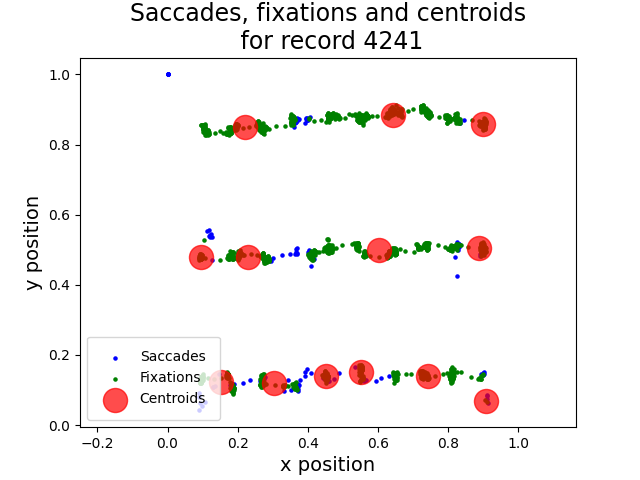 Saccades, fixations and centroids
for record 4241
y position
1.0
0.8
0.6
0.4
0.2
0.0
Saccades
Fixations
Centroids
−0.2
0.0
0.2
0.4
0.6
0.8
1.0
x position